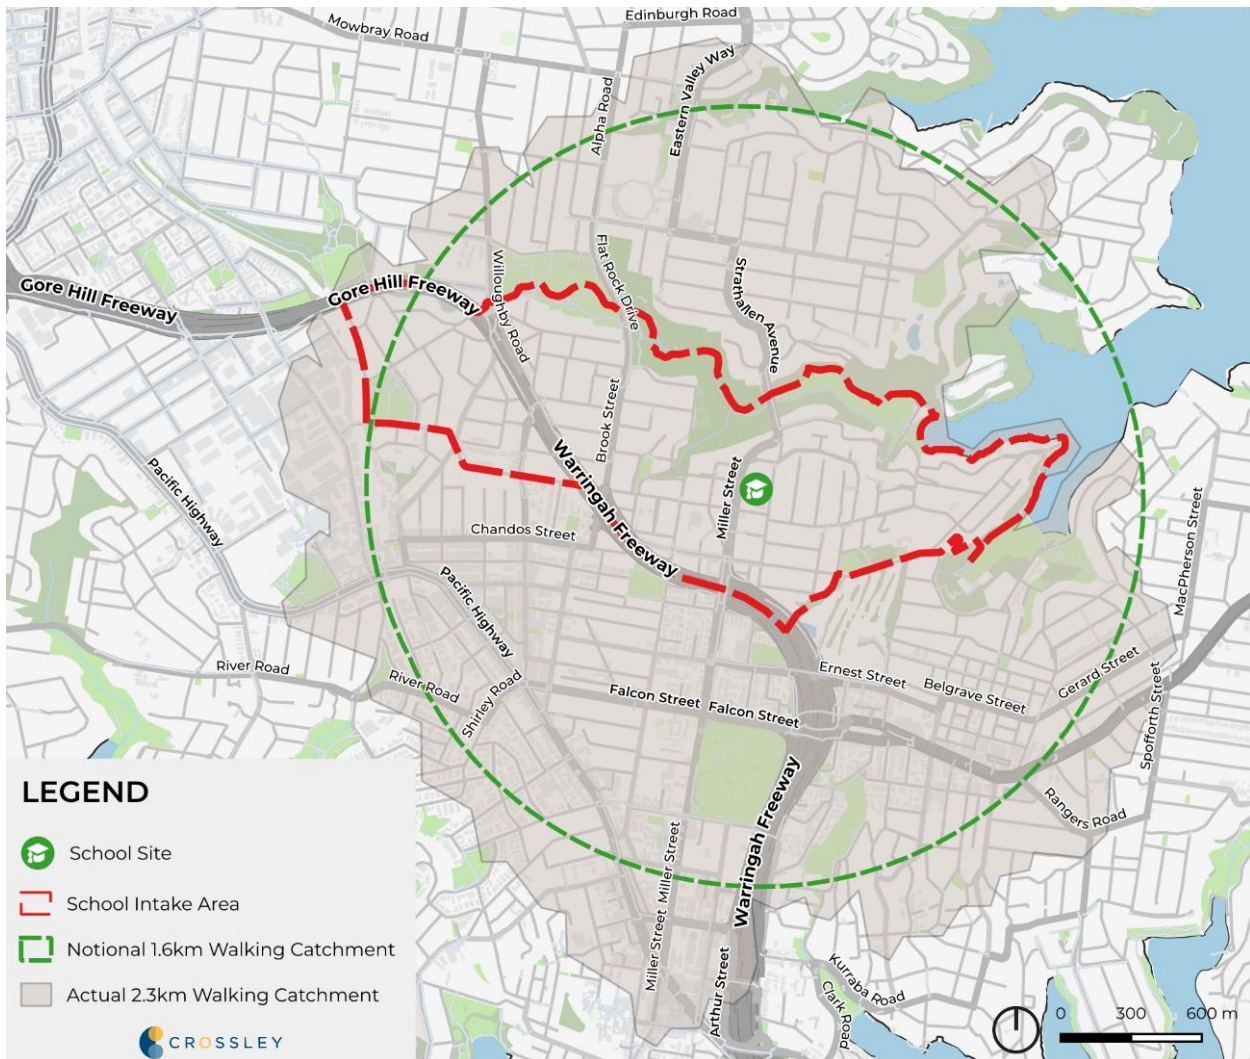 Edinburgh Road
Mowbray Road
Eastern Valley Way
Alpha Road
Flat Rock Drive
Willoughby Road
Strathallen Avenue
Gore Hill Freeway
Gore Hill Freeway
Brook Street
Miller Street
Warringah Freeway
Chandos Street
Pacific Highway
Pacific Highway
MacPherson Street
River Road
River Road
Shirley Road
Ernest Street
Belgrave Street
Gerard Street
Spofforth Street
Falcon Street
Falcon Street
Warringah Freeway
Rangers Road
Miller Street
Miller Street
Arthur Street
Kurraba Road
Clark Road
LEGEND
School Site
School Intake Area
Notional 1.6km Walking Catchment
Actual 2.3km Walking Catchment
CROSSLEY
0 300 600 m